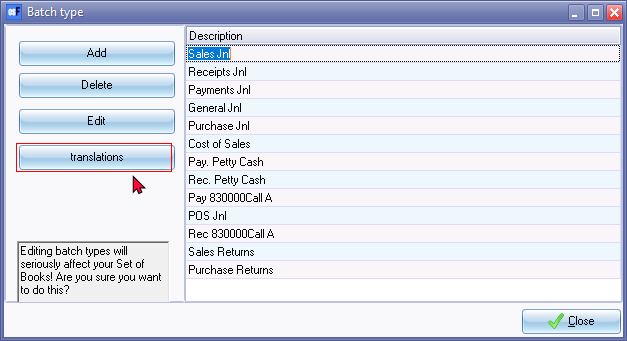 Batch type
Add
Delete
Edit
translations
Editing batch types will
seriously affect your Set of
Books! Are you sure you want
to do this?
Description
Sales Jnl
Receipts Jnl
Payments Jnl
General Jnl
Purchase Jnl
Cost of Sales
Pay. Petty Cash
Rec. Petty Cash
Pay 830000Call A
POS Jnl
Rec 830000Call A
Sales Returns
Purchase Returns
Close